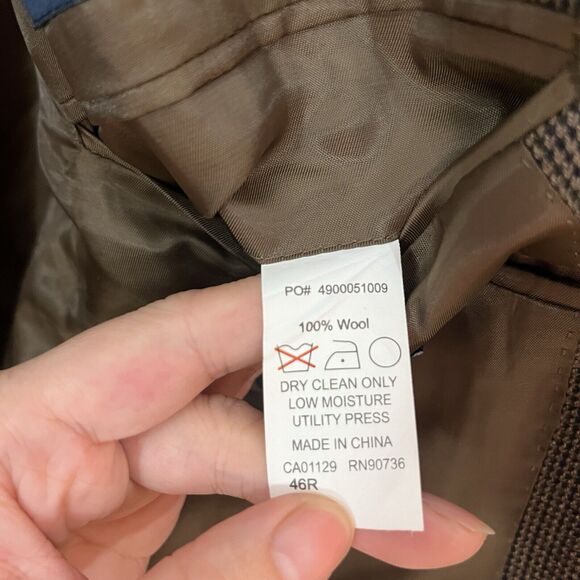 PO# 4900051009
100% Wool
DRY CLEAN ONLY
LOW MOISTURE
UTILITY PRESS
MADE IN CHINA
CA01129 RN90736
46R